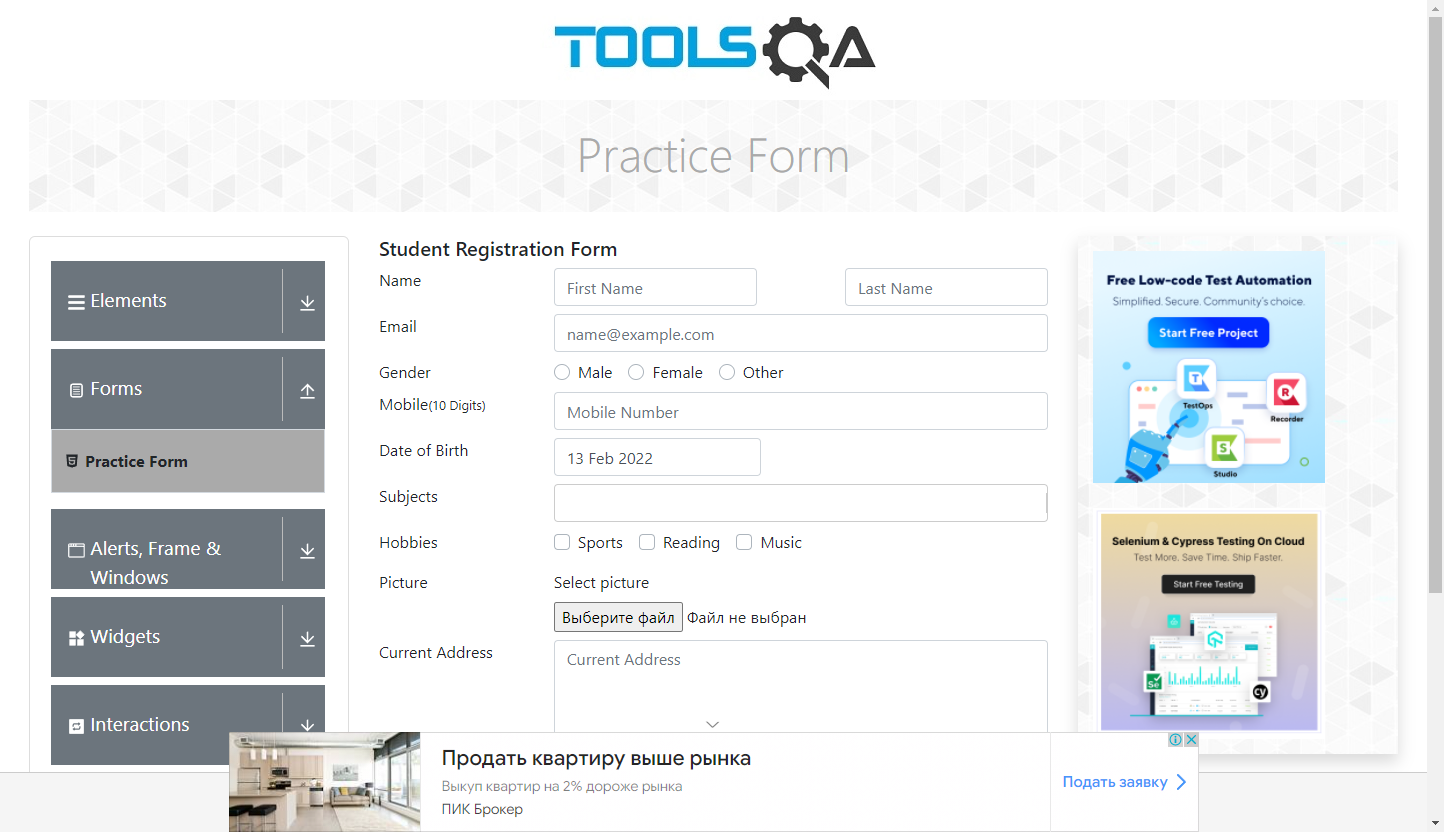 TOOLSQA
Practice Form
Elements
Forms
Practice Form
Alerts, Frame &
Windows
Widgets
Interactions
Student Registration Form
Name
First Name
Last Name
Email
name@example.com
Gender
Male
Female
Other
Mobile(10 Digits)
Mobile Number
Date of Birth
13 Feb 2022
Subjects
Hobbies
Sports
Reading
Music
Picture
Select picture
Выберите файл Файл не выбран
Current Address
Current Address
Free Low-code Test Automation
Simplified. Secure. Community's choice.
Start Free Project
TestOps
Recorder
Studio
Selenium & Cypress Testing On Cloud
Test More. Save Time. Ship Faster.
Start Free Testing
Se
cy
Продать квартиру выше рынка
Выкуп квартир на 2% дороже рынка
ПИК Брокер
Подать заявку